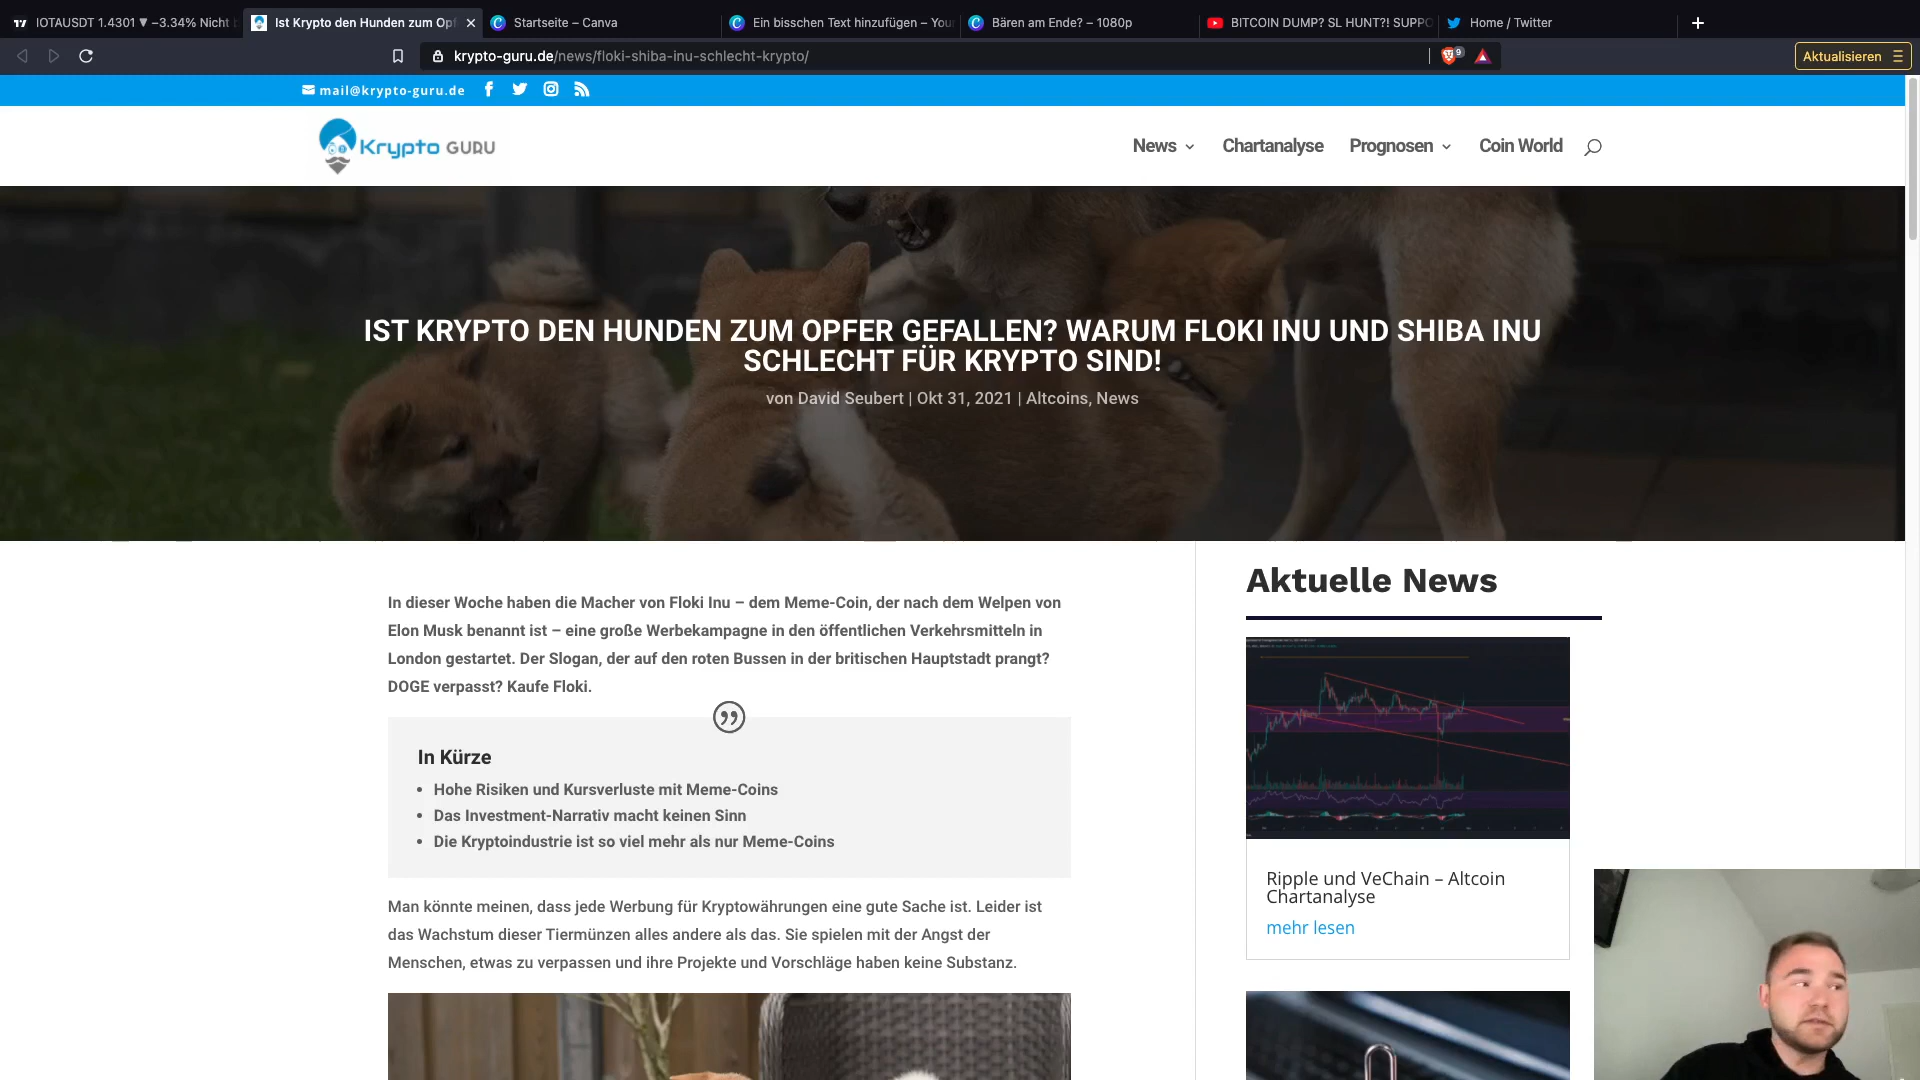 IOTAUSDT 1.4301 ▼ −3.34% Nicht
Ist Krypto den Hunden zum Opf
Startseite – Canva
Ein bisschen Text hinzufügen – You
Bären am Ende? – 1080p
BITCOIN DUMP? SL HUNT?! SUPPO
Home / Twitter
krypto-guru.de/news/floki-shiba-inu-schlecht-krypto/
9
Aktualisieren
mail@krypto-guru.de
Krypto GURU
News
Chartanalyse
Prognosen
Coin World
IST KRYPTO DEN HUNDEN ZUM OPFER GEFALLEN? WARUM FLOKI INU UND SHIBA INU
SCHLECHT FÜR KRYPTO SIND!
von David Seubert | Okt 31, 2021 | Altcoins, News
In dieser Woche haben die Macher von Floki Inu – dem Meme-Coin, der nach dem Welpen von
Elon Musk benannt ist – eine große Werbekampagne in den öffentlichen Verkehrsmitteln in
London gestartet. Der Slogan, der auf den roten Bussen in der britischen Hauptstadt prangt?
DOGE verpasst? Kaufe Floki.
In Kürze
• Hohe Risiken und Kursverluste mit Meme-Coins
• Das Investment-Narrativ macht keinen Sinn
• Die Kryptoindustrie ist so viel mehr als nur Meme-Coins
Man könnte meinen, dass jede Werbung für Kryptowährungen eine gute Sache ist. Leider ist
das Wachstum dieser Tiermünzen alles andere als das. Sie spielen mit der Angst der
Menschen, etwas zu verpassen und ihre Projekte und Vorschläge haben keine Substanz.
Aktuelle News
Ripple und VeChain – Altcoin
Chartanalyse
mehr lesen